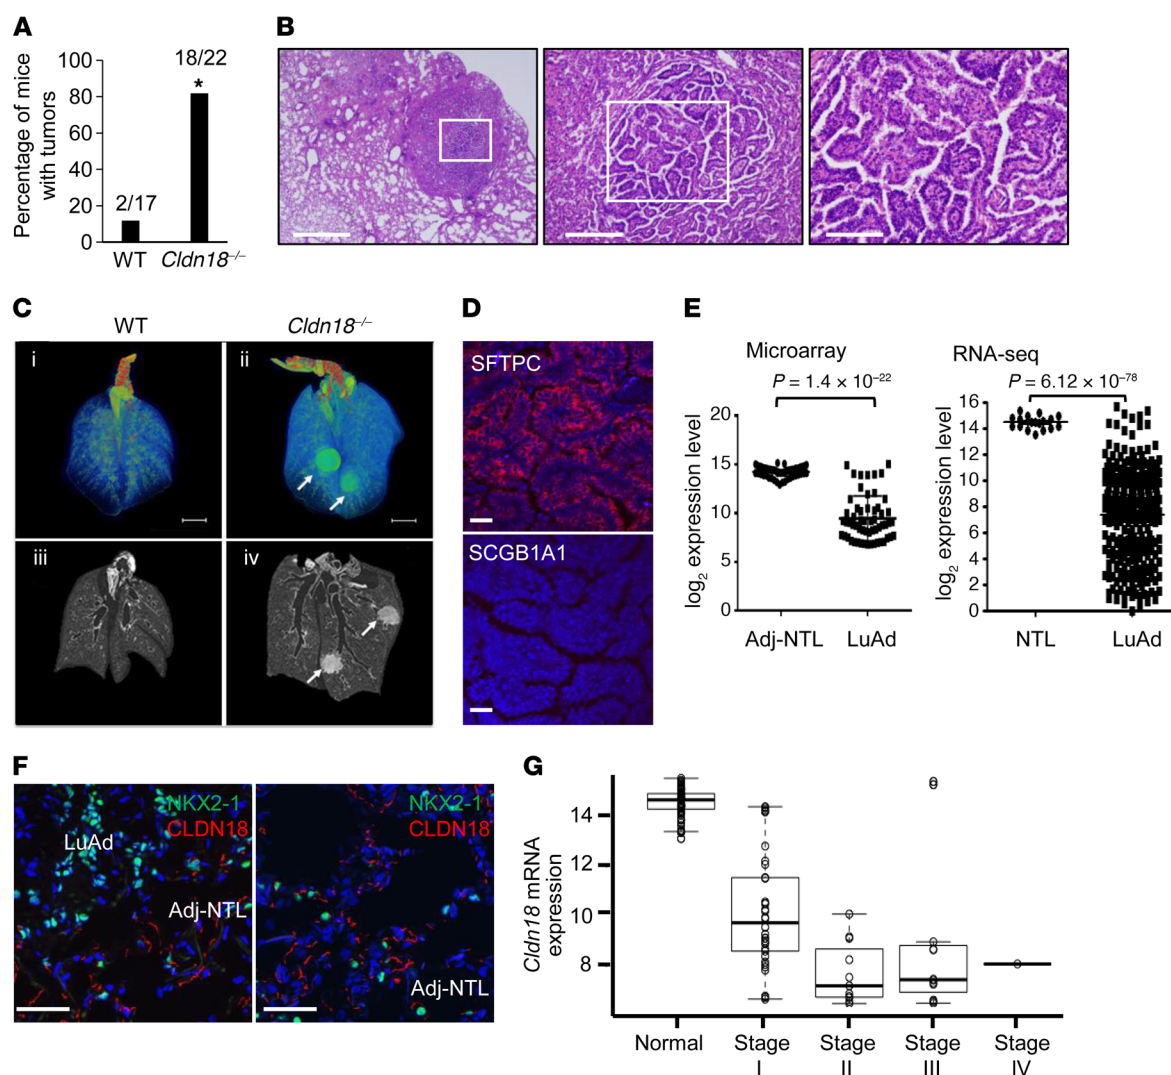 A
18/22
*
100
80
60
40
20
0
Percentage of mice
with tumors
2/17
WT
Cldn18–/–
B
C
WT
Cldn18–/–
i
ii
iii
iv
D
SFTPC
SCGB1A1
E
Microarray
P = 1.4 × 10–22
20
15
10
5
0
log2 expression level
Adj-NTL
LuAd
RNA-seq
P = 6.12 × 10–78
16
14
12
10
8
6
4
2
0
log2 expression level
NTL
LuAd
F
NKX2-1
CLDN18
LuAd
Adj-NTL
NKX2-1
CLDN18
Adj-NTL
G
14
12
10
8
Cldn18 mRNA
expression
Normal
Stage
I
Stage
II
Stage
III
Stage
IV